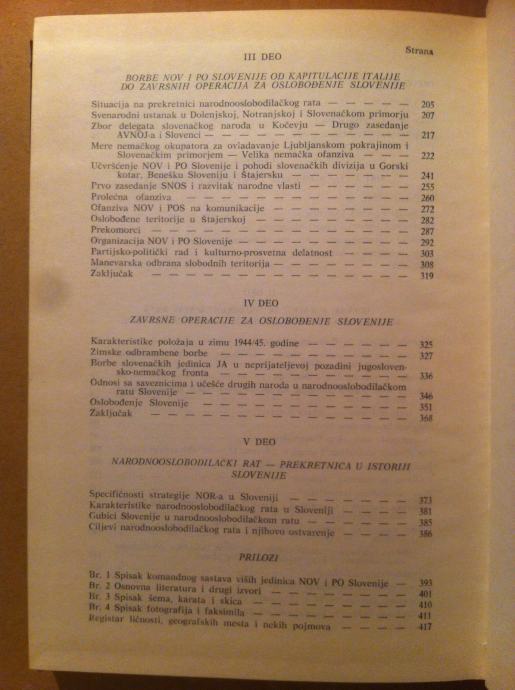 Strana
III DEO
BORBE NOV I PO SLOVENIJE OD KAPITULACIJE ITALIJE
DO ZAVRŠNIH OPERACIJA ZA OSLOBOĐENJE SLOVENIJE
Situacija na prekretnici narodnooslobodilačkog rata — — — — 205
Svenarodni ustanak u Dolenjskoj, Notranjskoj i Slovenačkom primorju 207
Zbor delegata slovenačkog naroda u Kočevju — Drugo zasedanje
AVNOJ-a i Slovenci — — — — — — — — — — — 217
Mere nemačkog okupatora za ovladavanje Ljubljanskom pokrajinom i
Slovenačkim primorjem — Velika nemačka ofanziva — — — 222
Učvršćenje NOV i PO Slovenije i pohodi slovenačkih divizija u Gorski
kotar, Benešku Sloveniju i Štajersku — — — — — — — 241
Prvo zasedanje SNOS i razvitak narodne vlasti — — — — — 255
Prolećna ofanziva — — — — — — — — — — — 260
Ofanziva NOV i POS na komunikacije — — — — — — — 272
Oslobođene teritorije u Štajerskoj — — — — — — — — 282
Prekomorci — — — — — — — — — — — — — 287
Organizacija NOV i PO Slovenije — — — — — — — — 292
Partijsko-politički rad i kulturno-prosvetna delatnost — — — — 303
Manevarska odbrana slobodnih teritorija — — — — — — — 308
Zaključak — — — — — — — — — — — — — 319
IV DEO
ZAVRŠNE OPERACIJE ZA OSLOBOĐENJE SLOVENIJE
Karakteristike položaja u zimu 1944/45. godine — — — — — 325
Zimske odbrambene borbe — — — — — — — — — 327
Borbe slovenačkih jedinica JA u neprijateljevoj pozadini jugosloven-
sko-nemačkog fronta — — — — — — — — — — 336
Odnosi sa saveznicima i učešće drugih naroda u narodnooslobodilačkom
ratu Slovenije — — — — — — — — — — — — 346
Oslobođenje Slovenije — — — — — — — — — — 351
Zaključak — — — — — — — — — — — — — 368
V DEO
NARODNOOSLOBODILAČKI RAT — PREKRETNICA U ISTORIJI
SLOVENIJE
Specifičnosti strategije NOR-a u Sloveniji — — — — — — 373
Karakteristike narodnooslobodilačkog rata u Sloveniji — — — — 381
Gubici Slovenije u narodnooslobodilačkom ratu — — — — — 385
Ciljevi narodnooslobodilačkog rata i njihovo ostvarenje — — — — 386
PRILOZI
Br. 1 Spisak komandnog sastava viših jedinica NOV i PO Slovenije — 393
Br. 2 Osnovna literatura i drugi izvori — — — — — — — 401
Br. 3 Spisak šema, karata i skica — — — — — — — — 410
Br. 4 Spisak fotografija i faksimila — — — — — — — — 411
Registar ličnosti, geografskih mesta i nekih pojmova — — — — 417